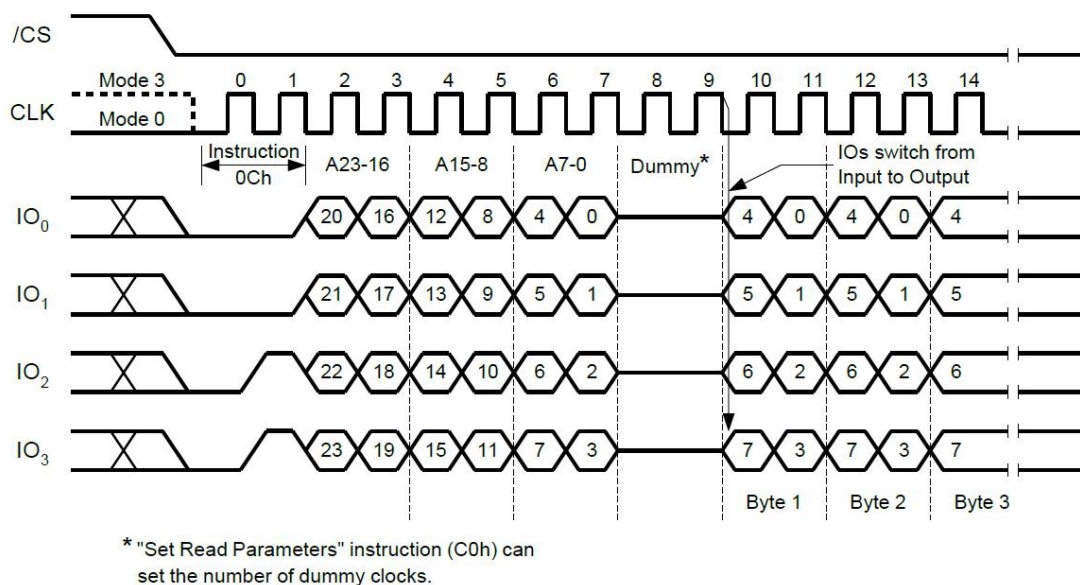 /CS
Mode 3 0 1 2 3 4 5 6 7 8 9 10 11 12 13 14
CLK
Mode 0
Instruction
0Ch
A23-16 A15-8 A7-0 Dummy*
IOs switch from
Input to Output
IO0 20 16 12 8 4 0 4 0 4 0 4
IO1 21 17 13 9 5 1 5 1 5 1 5
IO2 22 18 14 10 6 2 6 2 6 2 6
IO3 23 19 15 11 7 3 7 3 7 3 7
Byte 1 Byte 2 Byte 3
* "Set Read Parameters" instruction (C0h) can
set the number of dummy clocks.